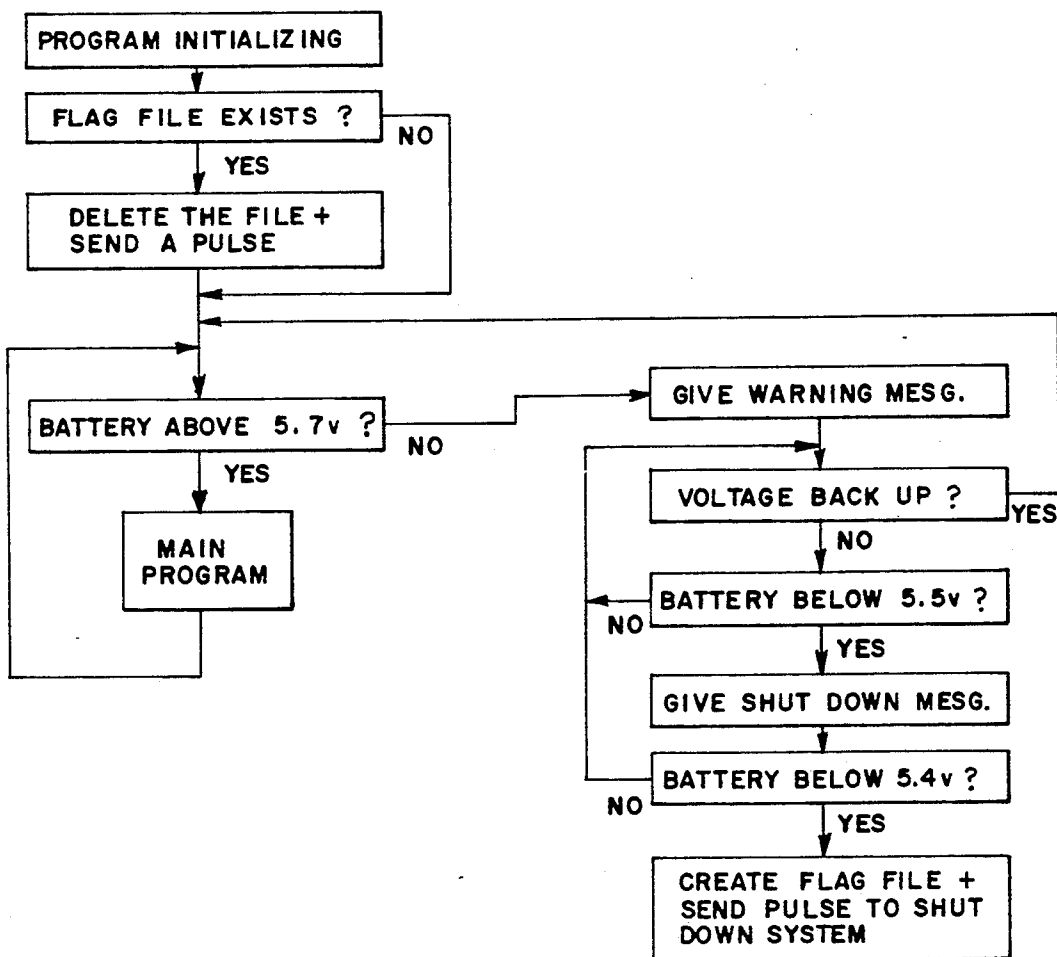 PROGRAM INITIALIZING
FLAG FILE EXISTS ?
NO
YES
DELETE THE FILE +
SEND A PULSE
BATTERY ABOVE 5.7v ?
NO
YES
MAIN
PROGRAM
GIVE WARNING MESG.
VOLTAGE BACK UP ?
YES
NO
BATTERY BELOW 5.5v ?
NO
YES
GIVE SHUT DOWN MESG.
BATTERY BELOW 5.4v ?
NO
YES
CREATE FLAG FILE +
SEND PULSE TO SHUT
DOWN SYSTEM